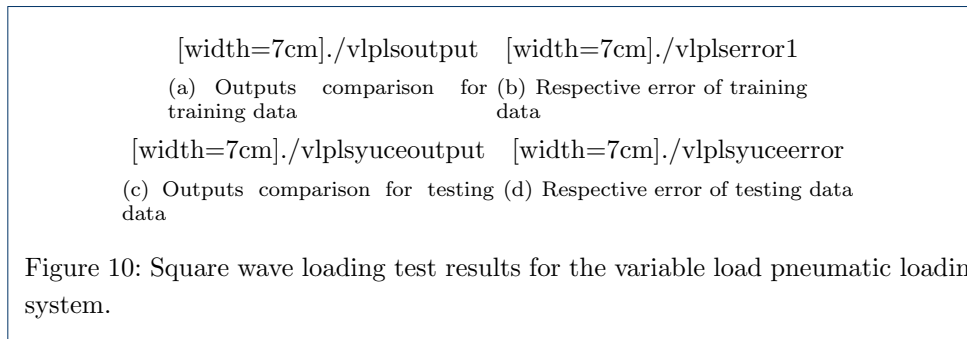 [width=7cm]./vlplsoutput [width=7cm]./vlplserror1
(a) Outputs comparison for (b) Respective error of training
training data data
[width=7cm]./vlplsyuceoutput [width=7cm]./vlplsyuceerror
(c) Outputs comparison for testing (d) Respective error of testing data
data
Figure 10: Square wave loading test results for the variable load pneumatic loadin
system.